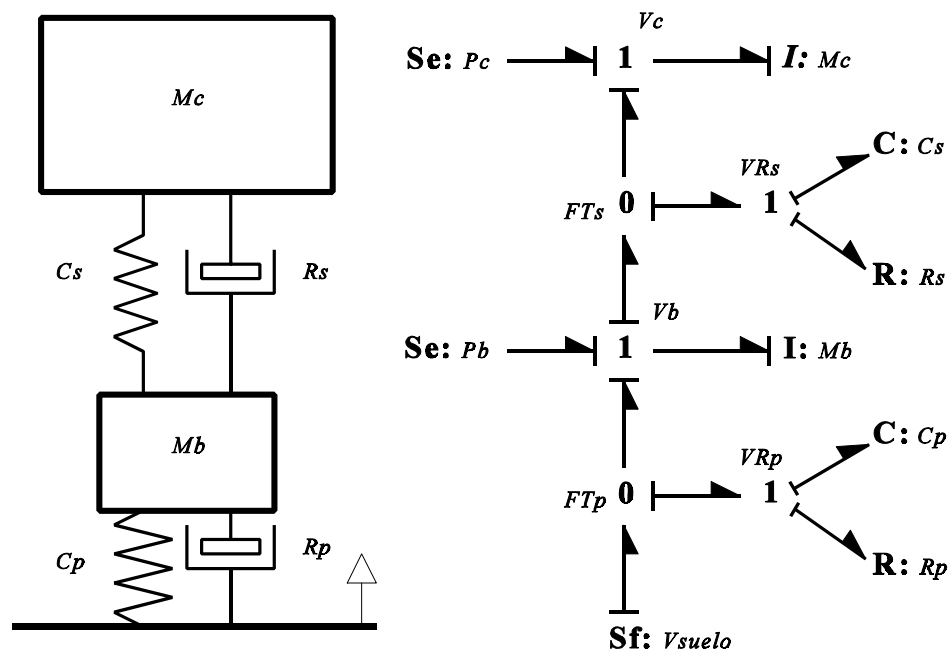 Mc
Cs
Rs
Mb
Cp
Rp
Vc
Se: Pc
1
I: Mc
C: Cs
VRs
FTs 0
1
R: Rs
Vb
Se: Pb
1
I: Mb
C: Cp
VRp
FTp 0
1
R: Rp
Sf: Vsuelo